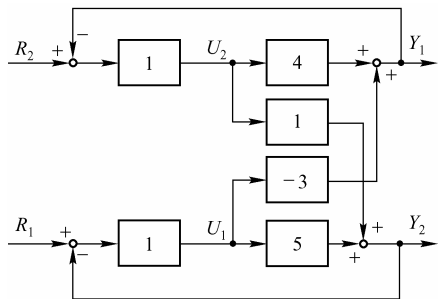 R₂ + − 1 U₂ 4 + + Y₁
1
−3
R₁ + − 1 U₁ 5 + + Y₂